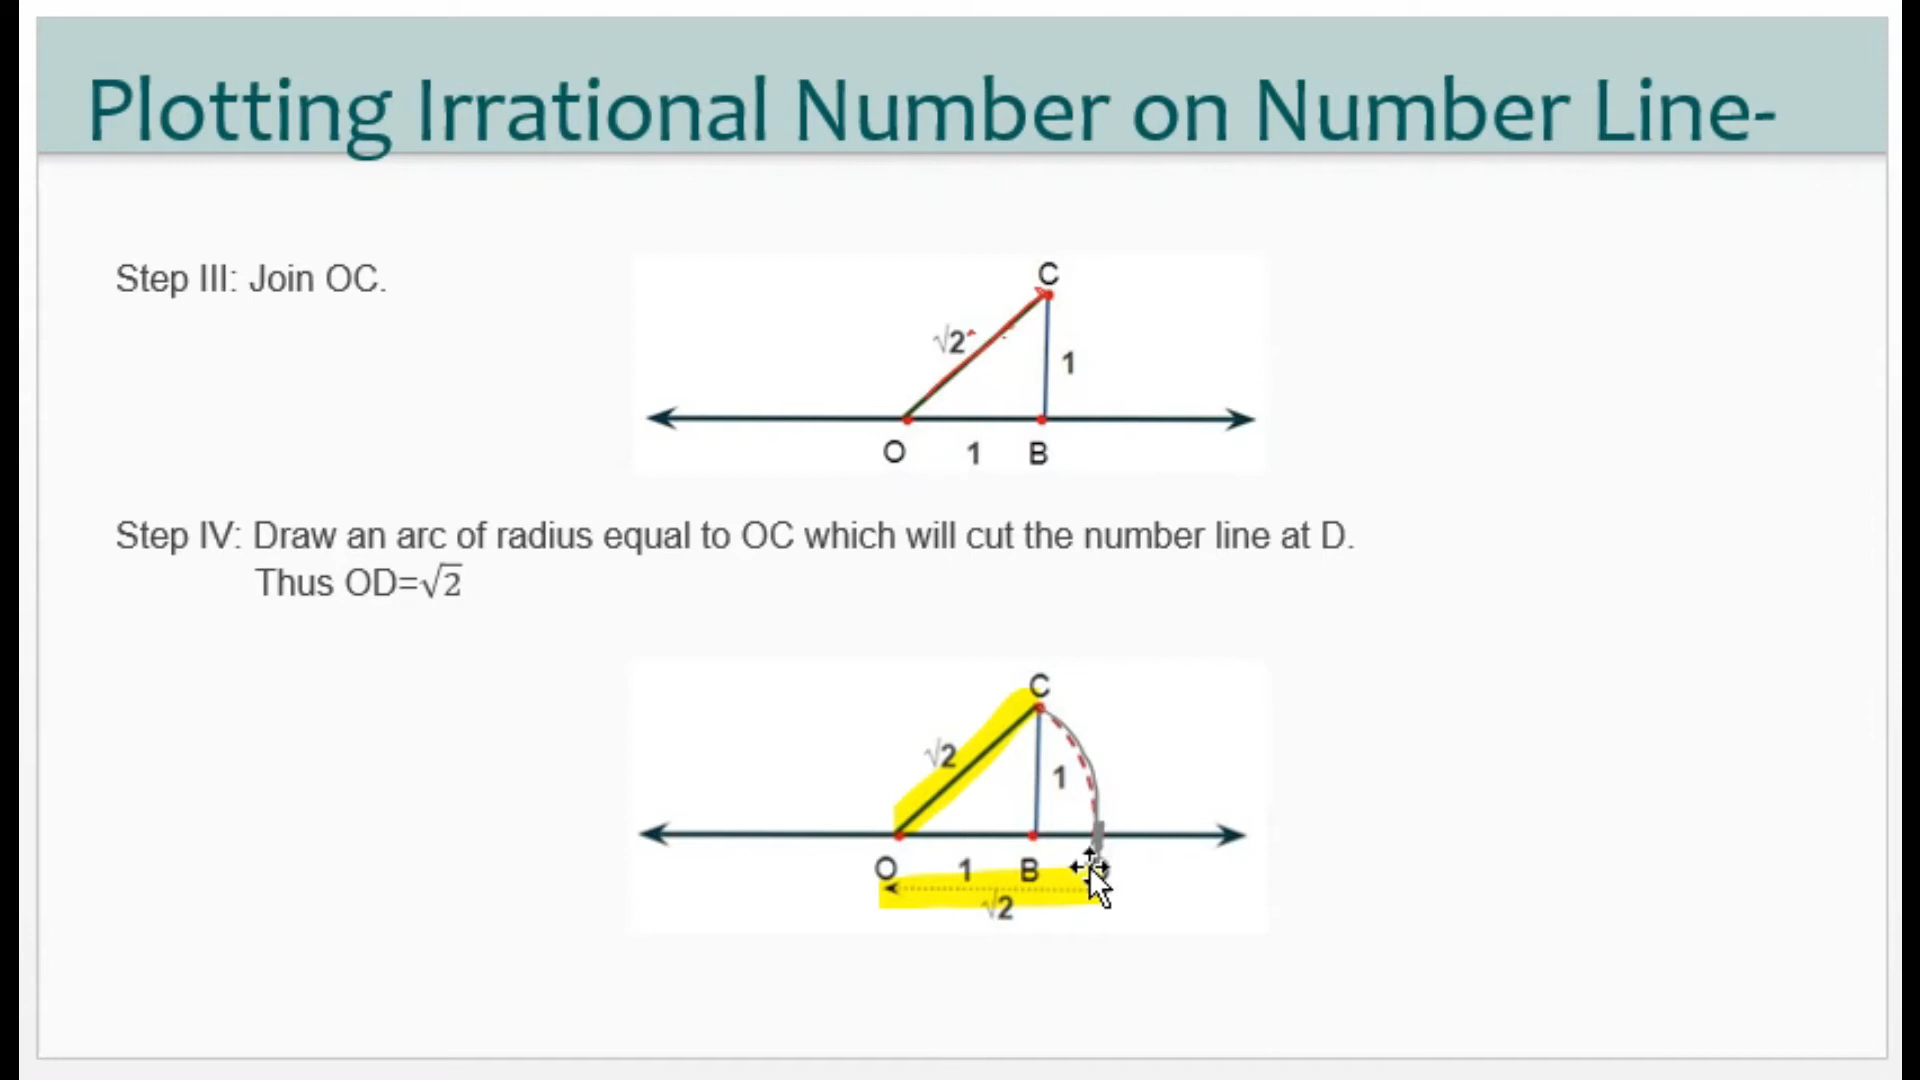 Plotting Irrational Number on Number Line-
Step III: Join OC.
C
√2
1
O 1 B
Step IV: Draw an arc of radius equal to OC which will cut the number line at D.
Thus OD=√2
C
√2
1
O 1 B
√2